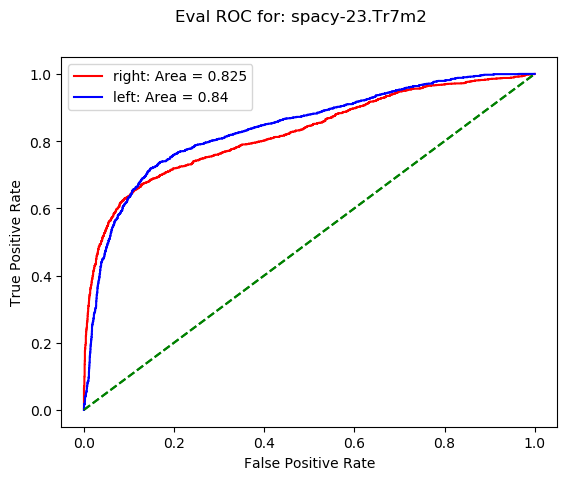 Eval ROC for: spacy-23.Tr7m2
right: Area = 0.825
left: Area = 0.84
True Positive Rate
1.0
0.8
0.6
0.4
0.2
0.0
0.0 0.2 0.4 0.6 0.8 1.0
False Positive Rate